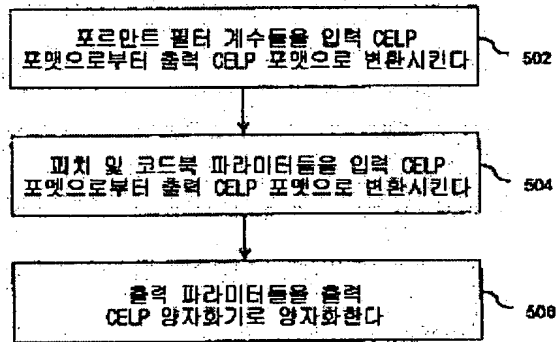 포르만트 필터 계수들을 입력 CELP
포맷으로부터 출력 CELP 포맷으로 변환시킨다
502
피치 및 코드북 파라미터들을 입력 CELP
포맷으로부터 출력 CELP 포맷으로 변환시킨다
504
출력 파라미터들을 출력
CELP 양자화기로 양자화한다
506